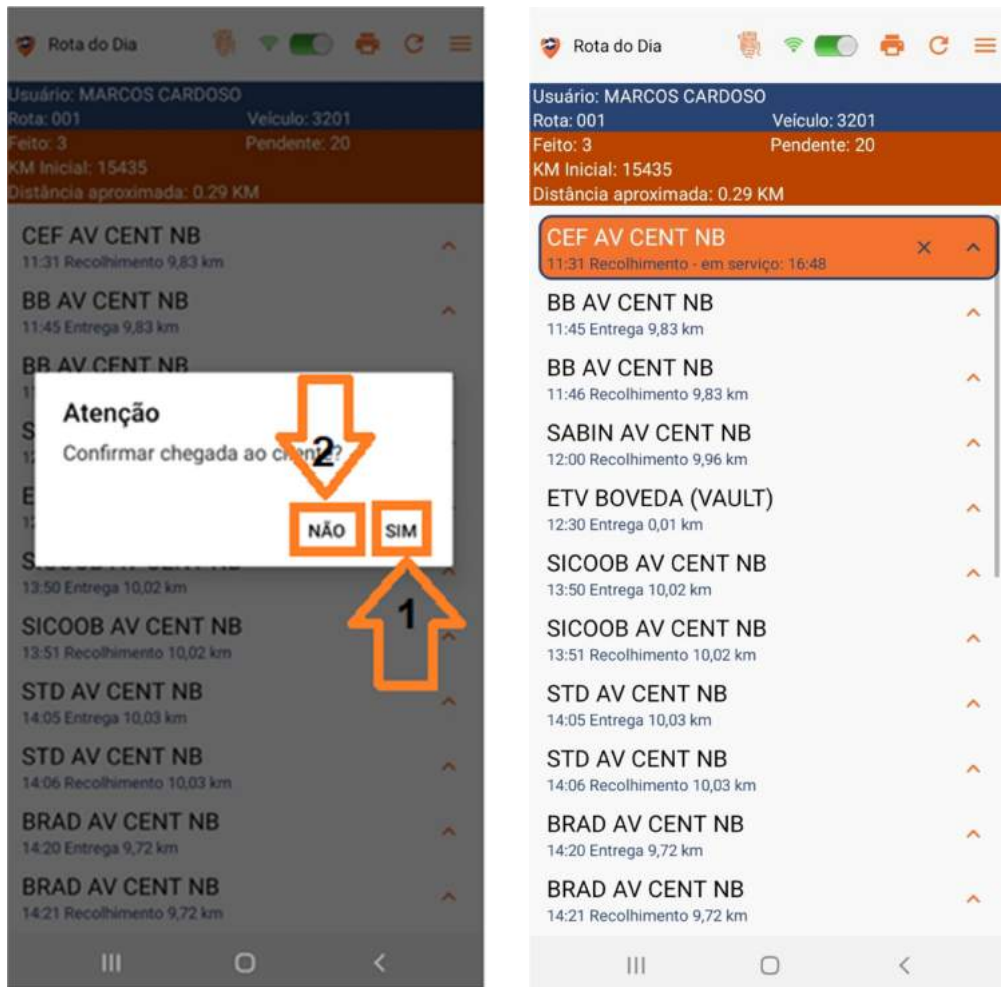 Rota do Dia
Usuário: MARCOS CARDOSO
Rota: 001 Veículo: 3201
Feito: 3 Pendente: 20
KM Inicial: 15435
Distância aproximada: 0.29 KM
CEF AV CENT NB
11:31 Recolhimento 9,83 km
BB AV CENT NB
11:45 Entrega 9,83 km
BB AV CENT NB
Atenção
Confirmar chegada ao cliente?
2
NÃO SIM
1
13:50 Entrega 10,02 km
SICOOB AV CENT NB
13:51 Recolhimento 10,02 km
STD AV CENT NB
14:05 Entrega 10,03 km
STD AV CENT NB
14:06 Recolhimento 10,03 km
BRAD AV CENT NB
14:20 Entrega 9,72 km
BRAD AV CENT NB
14:21 Recolhimento 9,72 km
Rota do Dia
Usuário: MARCOS CARDOSO
Rota: 001 Veículo: 3201
Feito: 3 Pendente: 20
KM Inicial: 15435
Distância aproximada: 0.29 KM
CEF AV CENT NB
11:31 Recolhimento - em serviço: 16:48
BB AV CENT NB
11:45 Entrega 9,83 km
BB AV CENT NB
11:46 Recolhimento 9,83 km
SABIN AV CENT NB
12:00 Recolhimento 9,96 km
ETV BOVEDA (VAULT)
12:30 Entrega 0,01 km
SICOOB AV CENT NB
13:50 Entrega 10,02 km
SICOOB AV CENT NB
13:51 Recolhimento 10,02 km
STD AV CENT NB
14:05 Entrega 10,03 km
STD AV CENT NB
14:06 Recolhimento 10,03 km
BRAD AV CENT NB
14:20 Entrega 9,72 km
BRAD AV CENT NB
14:21 Recolhimento 9,72 km